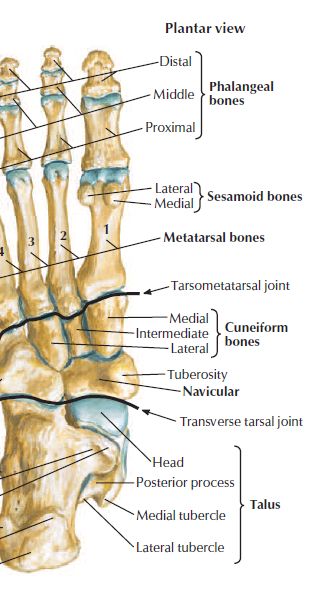 Plantar view
Distal
Middle
Proximal
Phalangeal
bones
Lateral
Medial
Sesamoid bones
1
2
3
4
Metatarsal bones
Tarsometatarsal joint
Medial
Intermediate
Lateral
Cuneiform
bones
Tuberosity
Navicular
Transverse tarsal joint
Head
Posterior process
Medial tubercle
Lateral tubercle
Talus